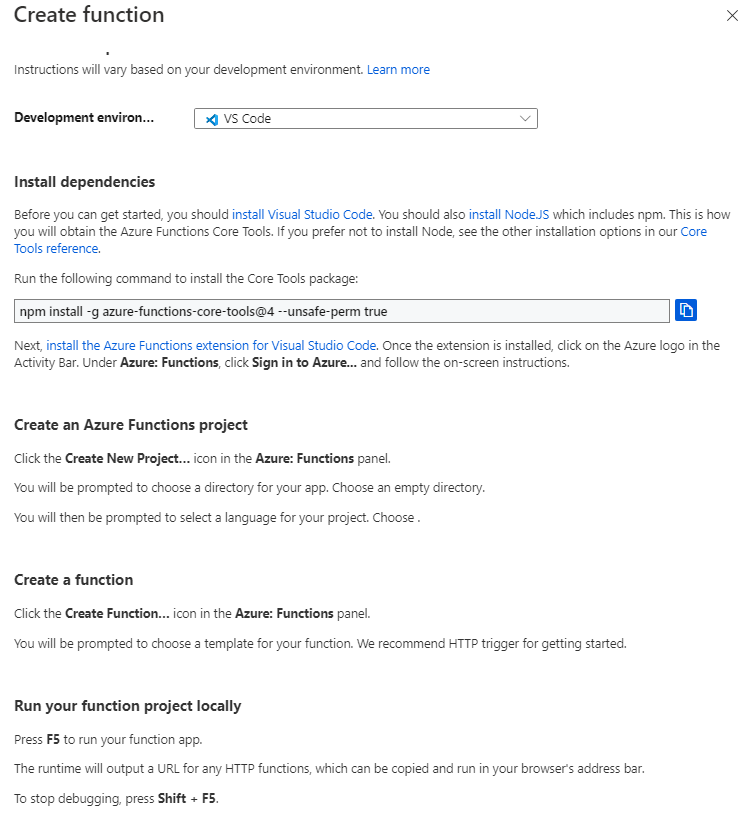 Create function
Instructions will vary based on your development environment. Learn more
Development environ...
VS Code
Install dependencies
Before you can get started, you should install Visual Studio Code. You should also install NodeJS which includes npm. This is how
you will obtain the Azure Functions Core Tools. If you prefer not to install Node, see the other installation options in our Core
Tools reference.
Run the following command to install the Core Tools package:
npm install -g azure-functions-core-tools@4 --unsafe-perm true
Next, install the Azure Functions extension for Visual Studio Code. Once the extension is installed, click on the Azure logo in the
Activity Bar. Under Azure: Functions, click Sign in to Azure... and follow the on-screen instructions.
Create an Azure Functions project
Click the Create New Project... icon in the Azure: Functions panel.
You will be prompted to choose a directory for your app. Choose an empty directory.
You will then be prompted to select a language for your project. Choose .
Create a function
Click the Create Function... icon in the Azure: Functions panel.
You will be prompted to choose a template for your function. We recommend HTTP trigger for getting started.
Run your function project locally
Press F5 to run your function app.
The runtime will output a URL for any HTTP functions, which can be copied and run in your browser's address bar.
To stop debugging, press Shift + F5.